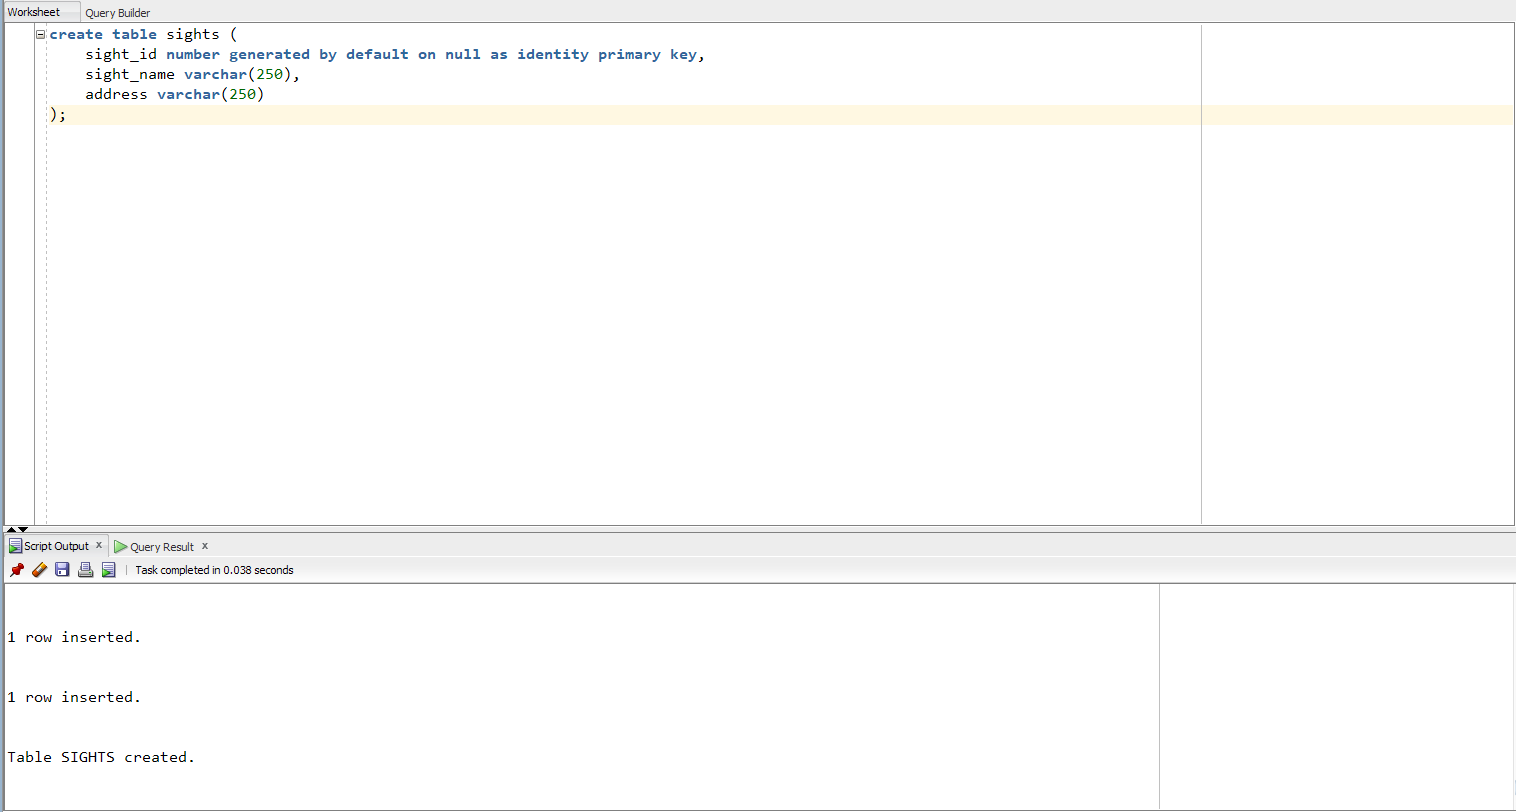 Worksheet Query Builder
create table sights (
    sight_id number generated by default on null as identity primary key,
    sight_name varchar(250),
    address varchar(250)
);
Script Output x Query Result x
Task completed in 0.038 seconds
1 row inserted.
1 row inserted.
Table SIGHTS created.